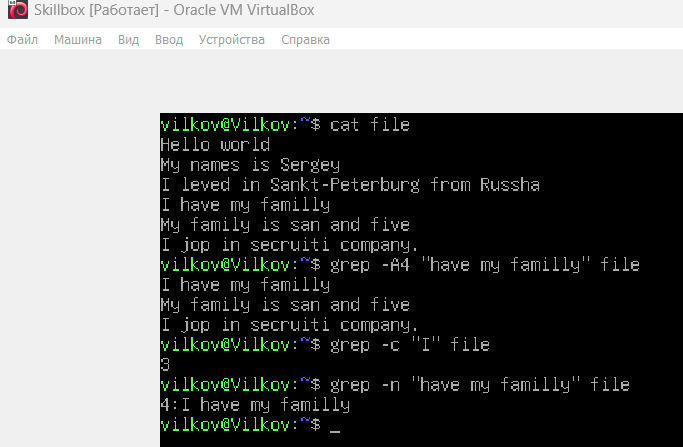 Skillbox [Работает] - Oracle VM VirtualBox
Файл Машина Вид Ввод Устройства Справка
vilkov@Vilkov:~$ cat file
Hello world
My names is Sergey
I leved in Sankt-Peterburg from Russha
I have my familly
My family is san and five
I jop in secruiti company.
vilkov@Vilkov:~$ grep -A4 "have my familly" file
I have my familly
My family is san and five
I jop in secruiti company.
vilkov@Vilkov:~$ grep -c "I" file
3
vilkov@Vilkov:~$ grep -n "have my familly" file
4:I have my familly
vilkov@Vilkov:~$ _